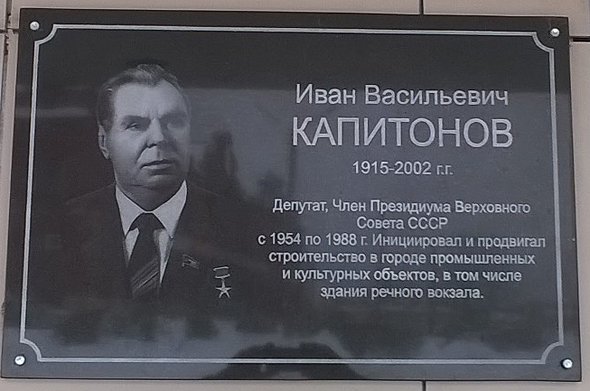 Иван Васильевич
КАПИТОНОВ
1915-2002 г.г.
Депутат, Член Президиума Верховного
Совета СССР
с 1954 по 1988 г. Инициировал и продвигал
строительство в городе промышленных
и культурных объектов, в том числе
здания речного вокзала.